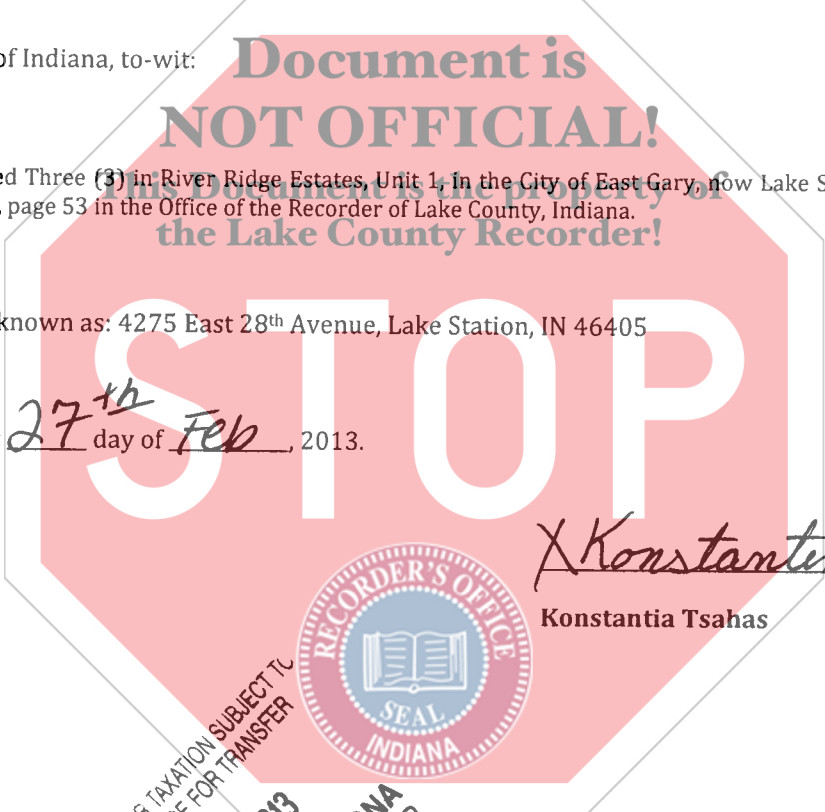 of Indiana, to-wit:
Document is
NOT OFFICIAL!
ed Three (3) in River Ridge Estates, Unit 1, in the City of East Gary, now Lake S
This Document is the property of
, page 53 in the Office of the Recorder of Lake County, Indiana.
the Lake County Recorder!
known as: 4275 East 28th Avenue, Lake Station, IN 46405
STOP
27th day of Feb, 2013.
X Konstanti
Konstantia Tsahas
RECORDER'S OFFICE
SEAL
INDIANA
TAXATION SUBJECT TO
FOR TRANSFER